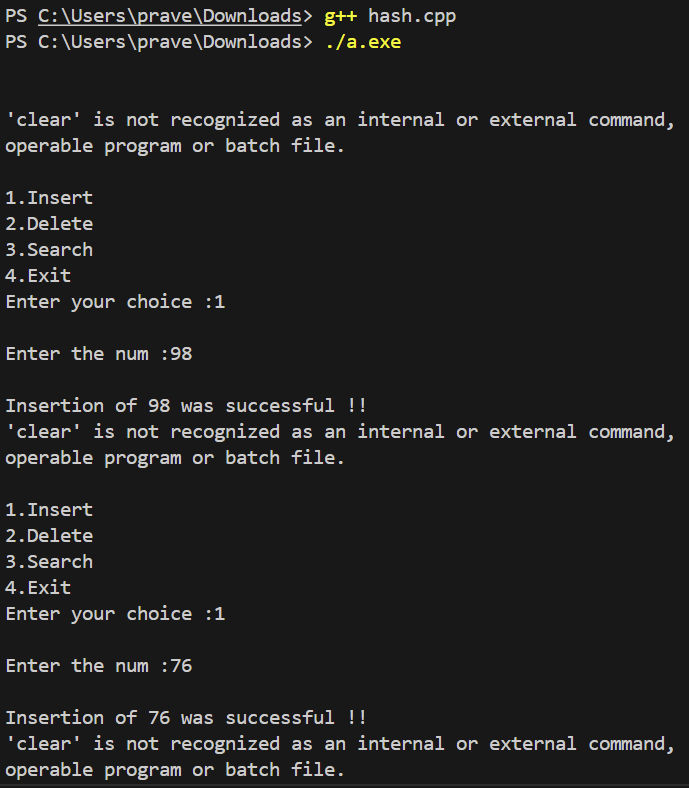 PS C:\Users\prave\Downloads> g++ hash.cpp
PS C:\Users\prave\Downloads> ./a.exe
'clear' is not recognized as an internal or external command,
operable program or batch file.
1.Insert
2.Delete
3.Search
4.Exit
Enter your choice :1
Enter the num :98
Insertion of 98 was successful !!
'clear' is not recognized as an internal or external command,
operable program or batch file.
1.Insert
2.Delete
3.Search
4.Exit
Enter your choice :1
Enter the num :76
Insertion of 76 was successful !!
'clear' is not recognized as an internal or external command,
operable program or batch file.